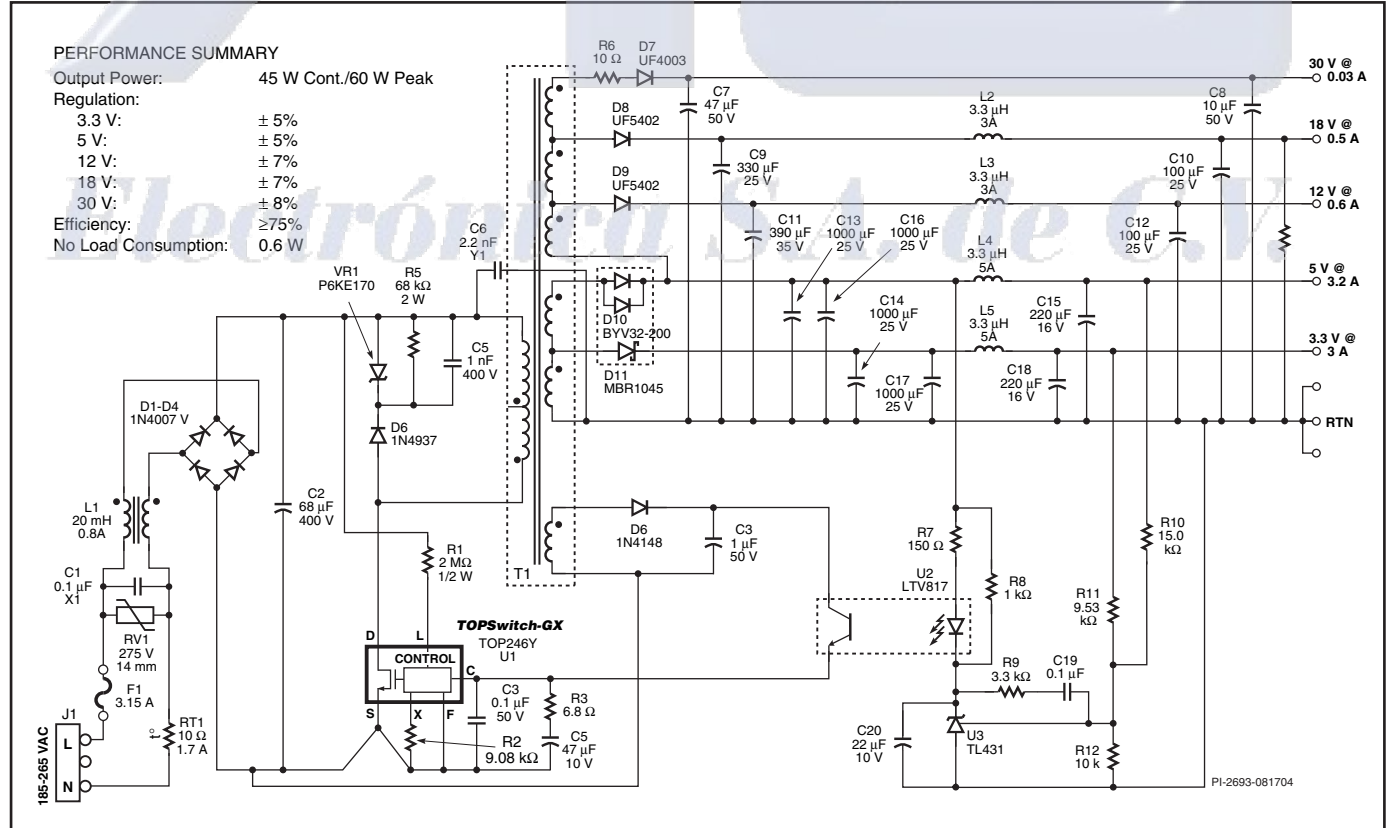 PERFORMANCE SUMMARY
Output Power: 45 W Cont./60 W Peak
Regulation:
3.3 V: ± 5%
5 V: ± 5%
12 V: ± 7%
18 V: ± 7%
30 V: ± 8%
Efficiency: ≥75%
No Load Consumption: 0.6 W
Electrónica S.A. de C.V.
R6
10 Ω
D7
UF4003
C7
47 µF
50 V
D8
UF5402
L2
3.3 µH
3A
C8
10 µF
50 V
30 V @
0.03 A
18 V @
0.5 A
D9
UF5402
C9
330 µF
25 V
L3
3.3 µH
3A
C10
100 µF
25 V
12 V @
0.6 A
C6
2.2 nF
Y1
C11
390 µF
35 V
C13
1000 µF
25 V
C16
1000 µF
25 V
L4
3.3 µH
5A
C12
100 µF
25 V
5 V @
3.2 A
VR1
P6KE170
R5
68 kΩ
2 W
C5
1 nF
400 V
D10
BYV32-200
D11
MBR1045
C14
1000 µF
25 V
L5
3.3 µH
5A
C15
220 µF
16 V
3.3 V @
3 A
C17
1000 µF
25 V
C18
220 µF
16 V
RTN
D1-D4
1N4007 V
D6
1N4937
L1
20 mH
0.8A
C2
68 µF
400 V
C1
0.1 µF
X1
RV1
275 V
14 mm
F1
3.15 A
J1
L
N
185-265 VAC
t°
RT1
10 Ω
1.7 A
R1
2 MΩ
1/2 W
T1
D6
1N4148
C3
1 µF
50 V
TOPSwitch-GX
TOP246Y
U1
D
L
CONTROL
C
S
X
F
R2
9.08 kΩ
C3
0.1 µF
50 V
R3
6.8 Ω
C5
47 µF
10 V
R7
150 Ω
U2
LTV817
R8
1 kΩ
R9
3.3 kΩ
C19
0.1 µF
R10
15.0
kΩ
R11
9.53
kΩ
C20
22 µF
10 V
U3
TL431
R12
10 k
PI-2693-081704